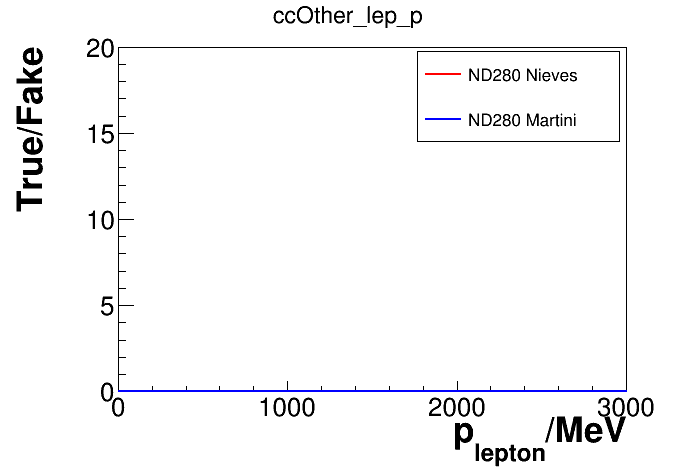 ccOther_lep_p
True/Fake
20
15
10
5
0
ND280 Nieves
ND280 Martini
0 1000 2000 3000
p_lepton/MeV